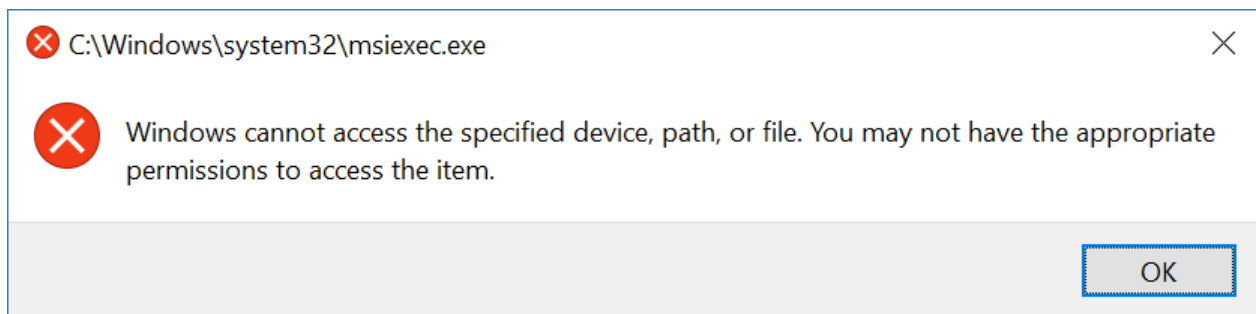 C:\Windows\system32\msiexec.exe
Windows cannot access the specified device, path, or file. You may not have the appropriate
permissions to access the item.
OK